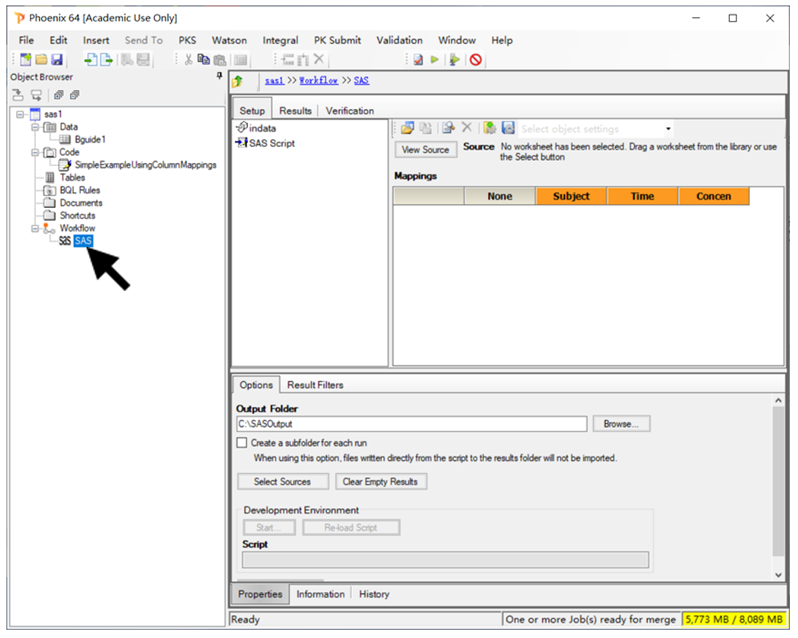 Phoenix 64 [Academic Use Only]
File Edit Insert Send To PKS Watson Integral PK Submit Validation Window Help
Object Browser
sas1 >> Workflow >> SAS
sas1
Data
Bguide1
Code
SimpleExampleUsingColumnMappings
Tables
BQL Rules
Documents
Shortcuts
Workflow
SAS SAS
Setup Results Verification
indata
SAS Script
Select object settings
View Source Source No worksheet has been selected. Drag a worksheet from the library or use
the Select button
Mappings
None Subject Time Concen
Options Result Filters
Output Folder
C:\SASOutput Browse...
Create a subfolder for each run
When using this option, files written directly from the script to the results folder will not be imported.
Select Sources Clear Empty Results
Development Environment
Start... Re-load Script
Script
Properties Information History
Ready One or more Job(s) ready for merge 5,773 MB / 8,089 MB